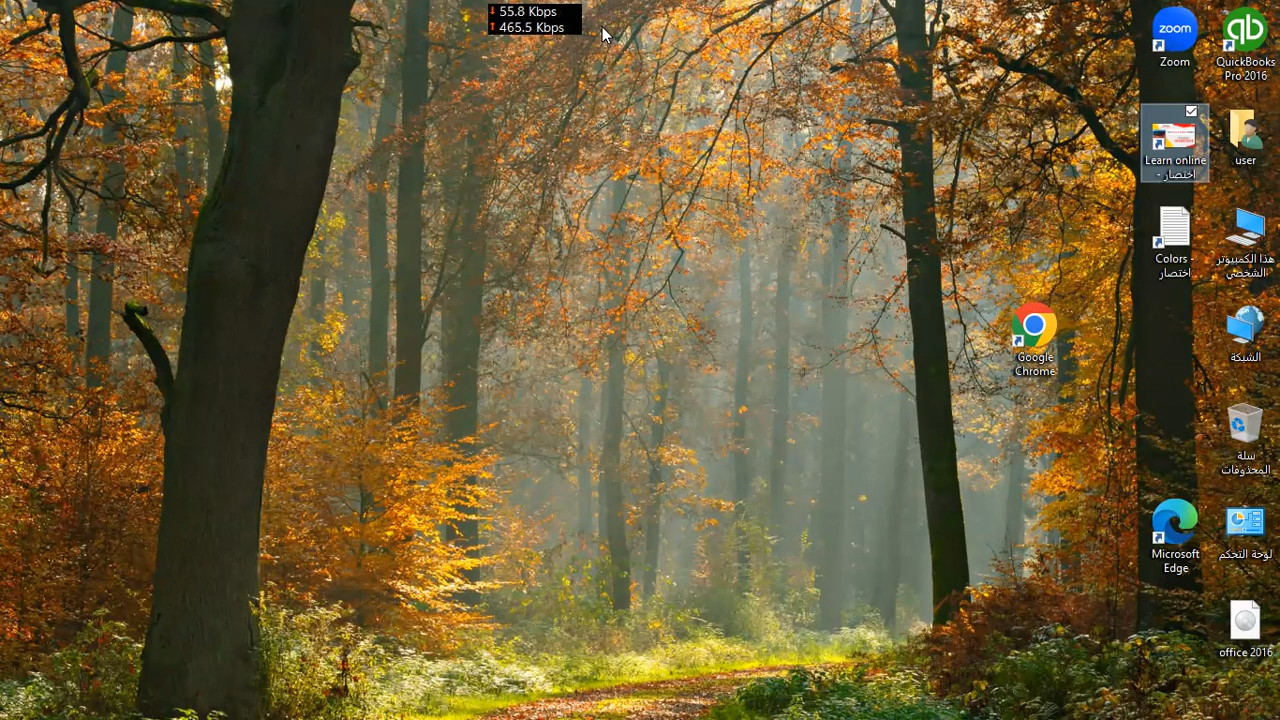 55.8 Kbps
465.5 Kbps
Zoom
QuickBooks
Pro 2016
Learn online
- اختصار
user
Colors -
اختصار
هذا الكمبيوتر
الشخصي
Google
Chrome
الشبكة
سلة
المحذوفات
Microsoft
Edge
لوحة التحكم
office 2016